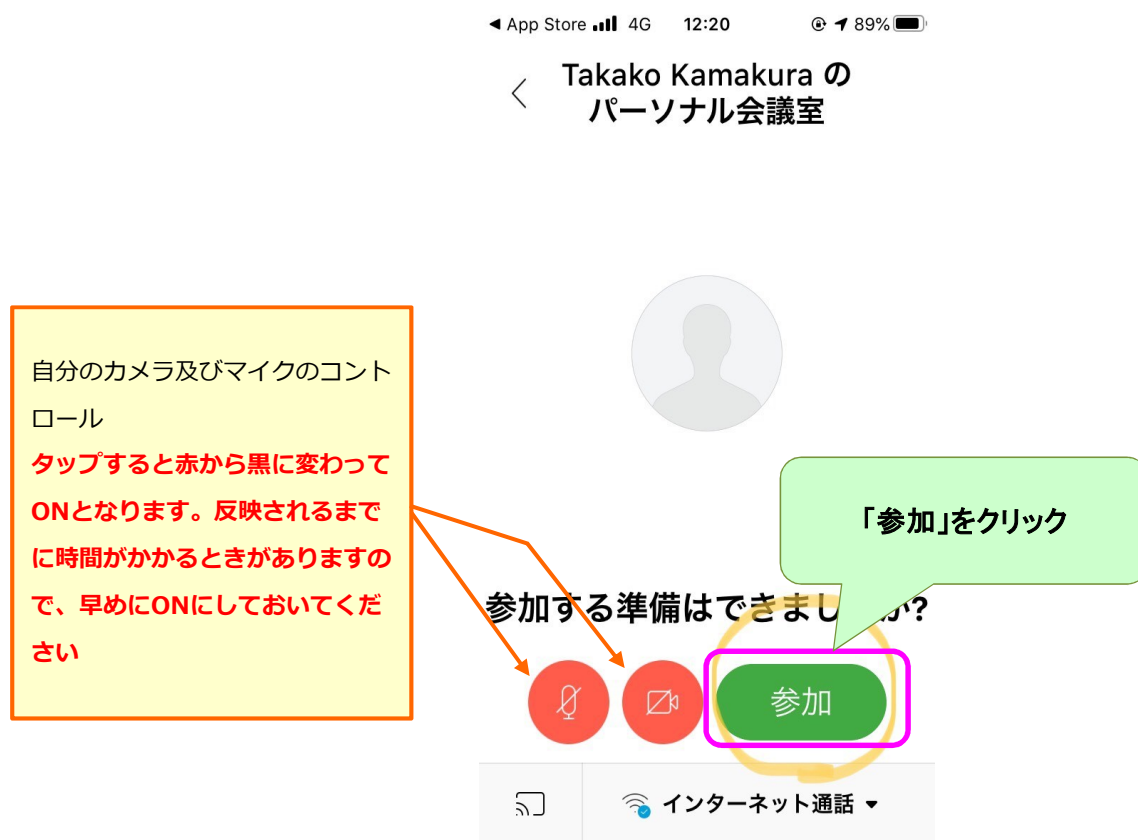 App Store 4G 12:20 89%
Takako Kamakura の
パーソナル会議室
自分のカメラ及びマイクのコント
ロール
タップすると赤から黒に変わって
ONとなります。反映されるまで
に時間がかかるときがありますの
で、早めにONにしておいてくだ
さい
「参加」をクリック
参加する準備はできましたか?
参加
インターネット通話